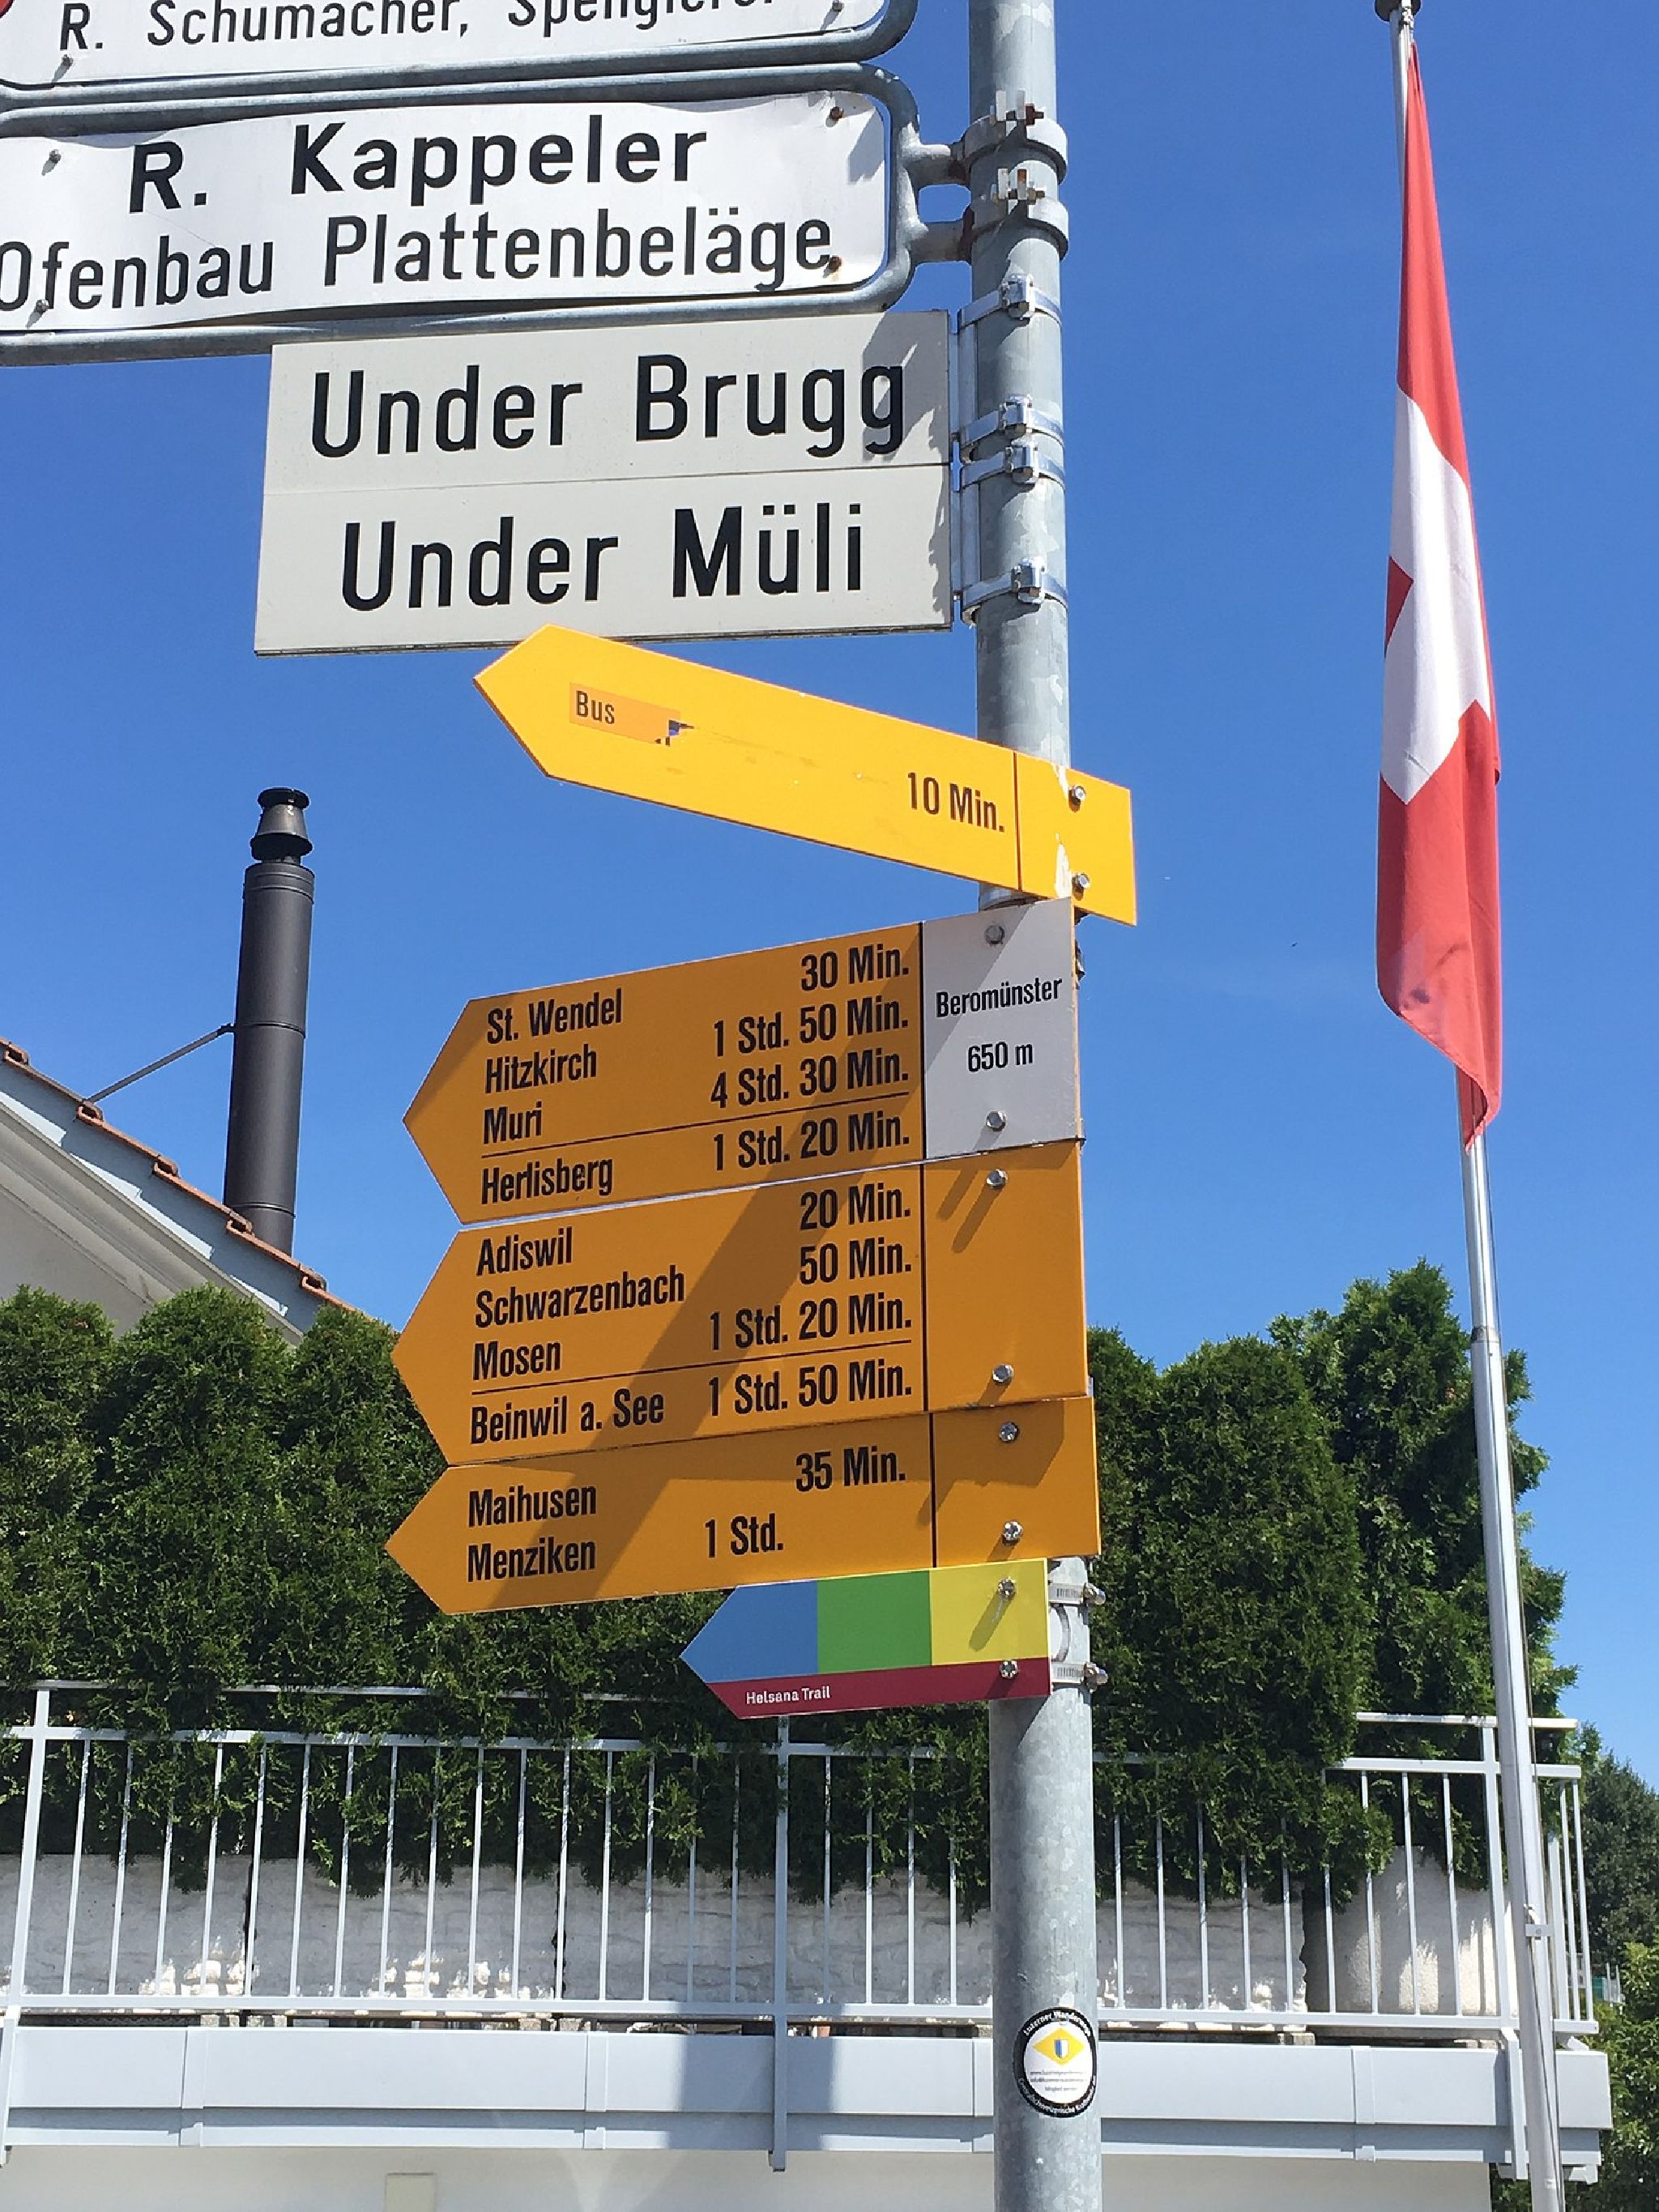 R. Schumacher,
R. Kappeler
Ofenbau Plattenbeläge
Under Brugg
Under Müli
Bus
10 Min.
St. Wendel 30 Min.
Hitzkirch 1 Std. 50 Min.
Muri 4 Std. 30 Min.
Herlisberg 1 Std. 20 Min.
Beromünster
650 m
Adiswil 20 Min.
Schwarzenbach 50 Min.
Mosen 1 Std. 20 Min.
Beinwil a. See 1 Std. 50 Min.
Maihusen 35 Min.
Menziken 1 Std.
Helsana Trail